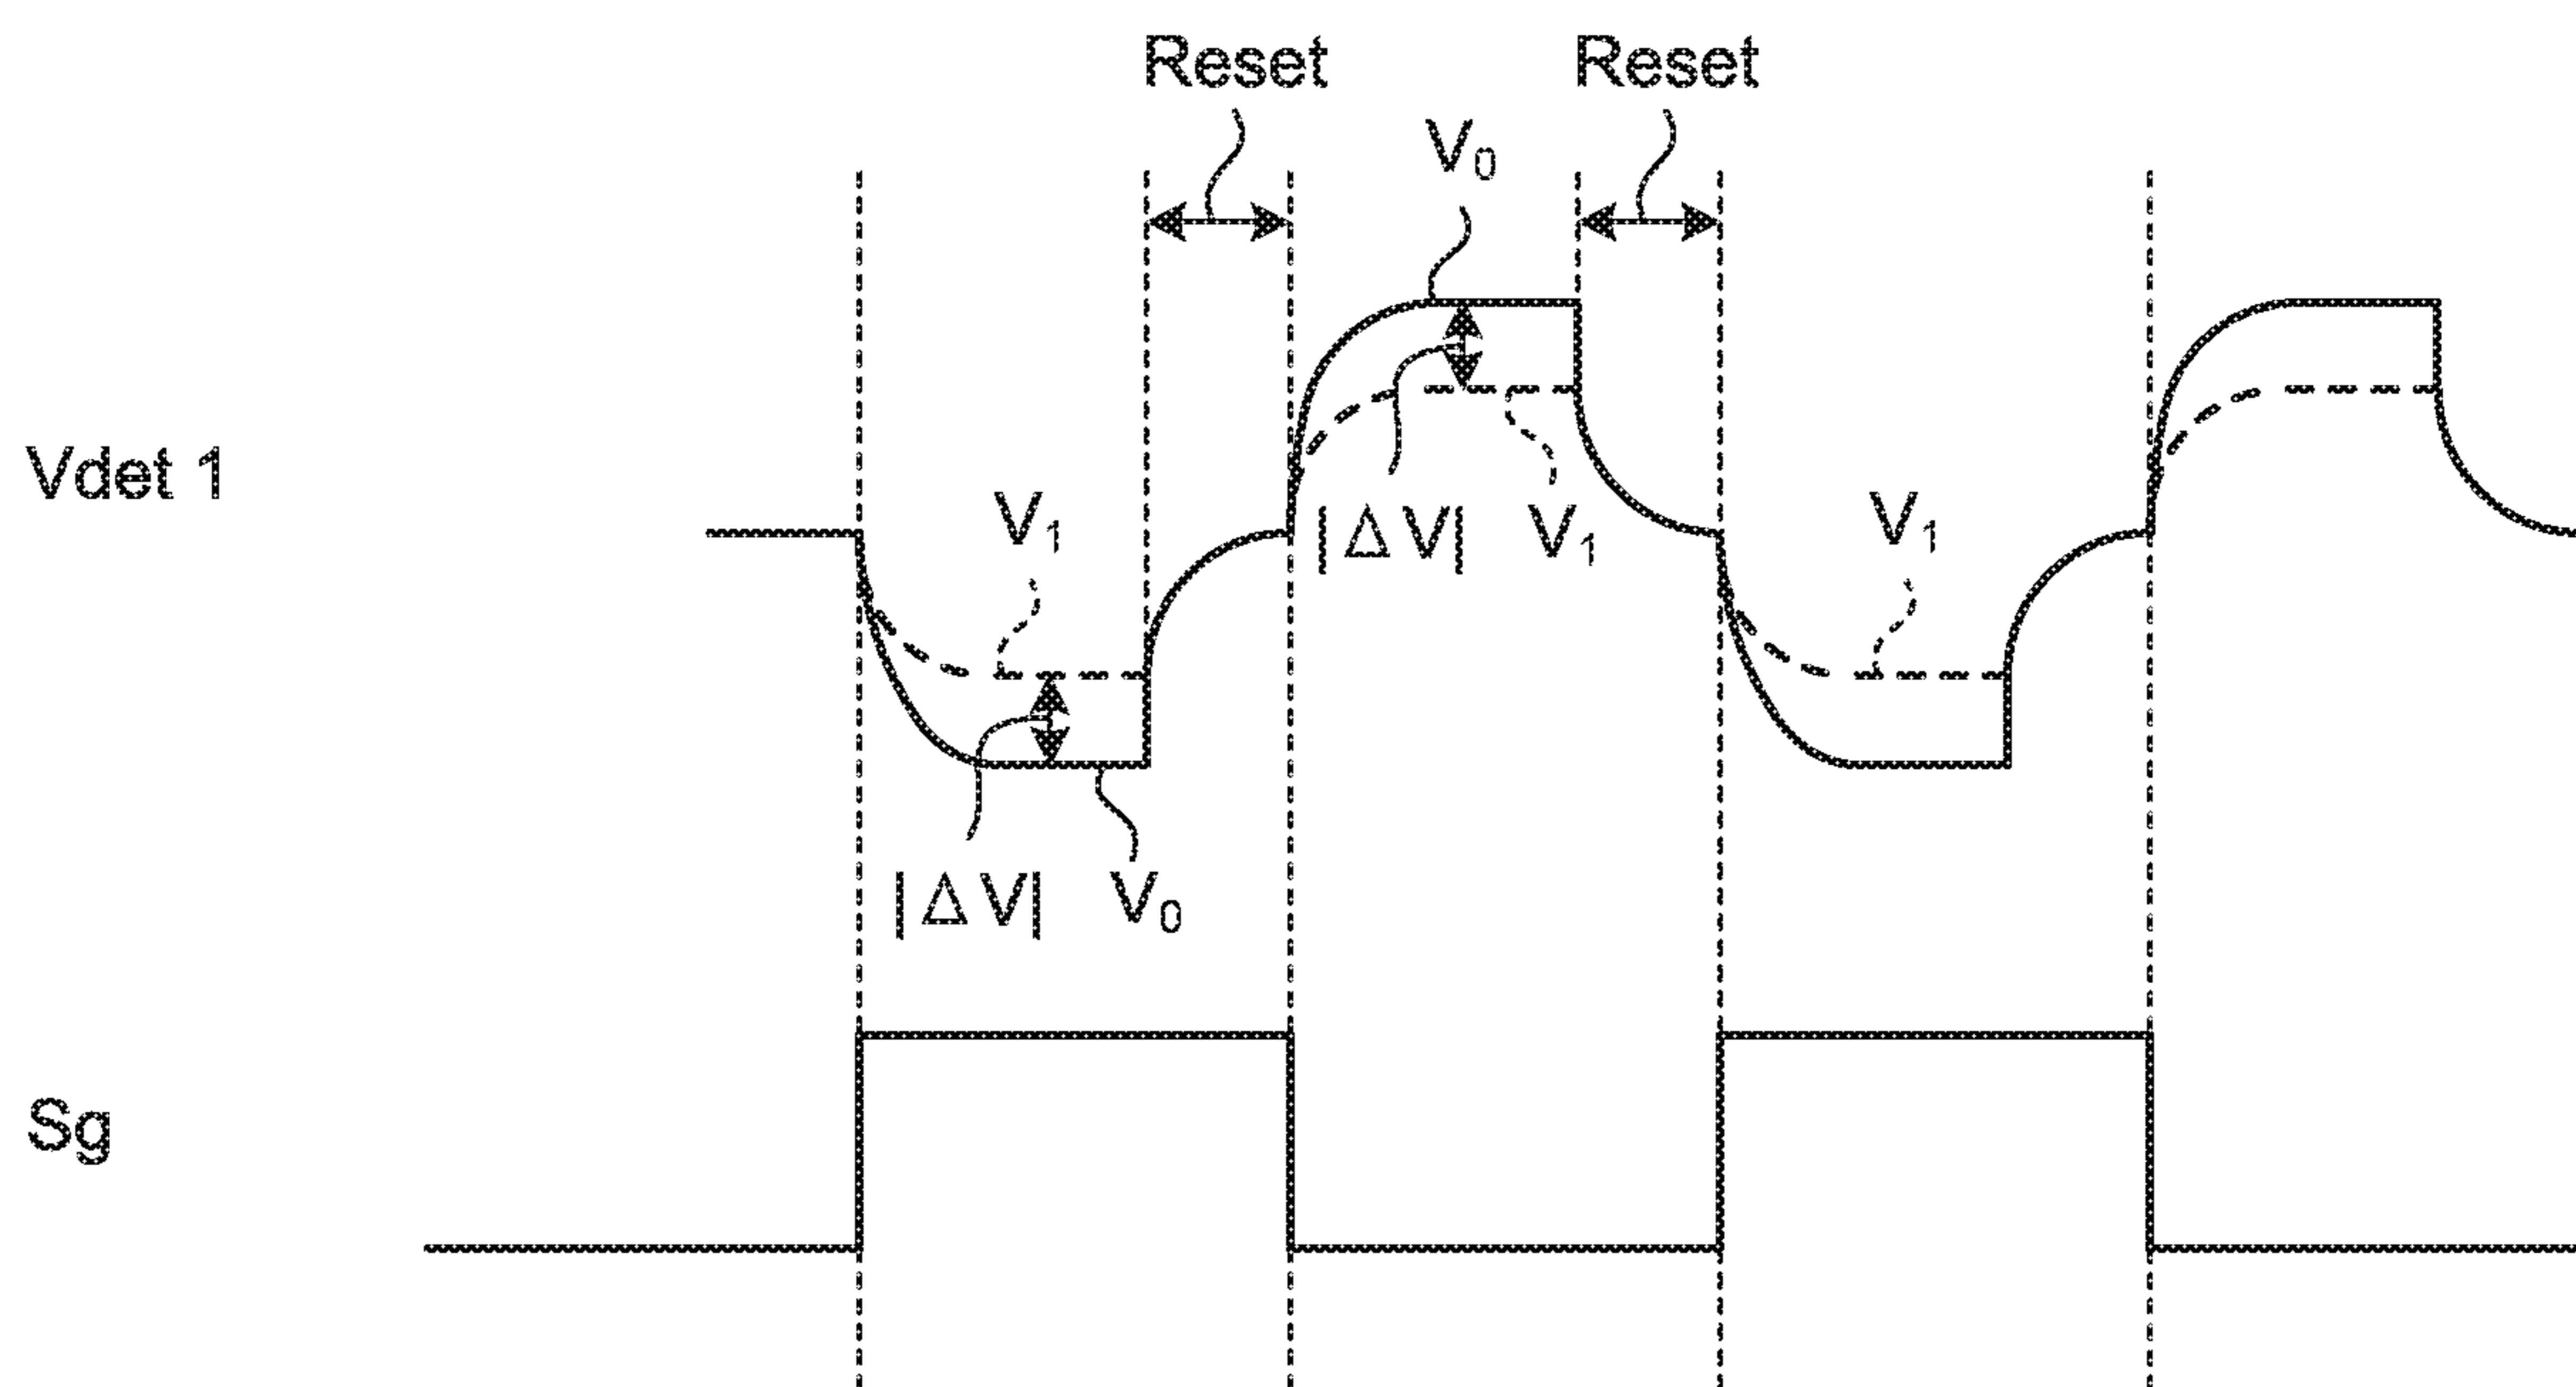 Reset Reset
V₀
Vdet 1
V₁
|ΔV| V₁
V₁
|ΔV| V₀
Sg